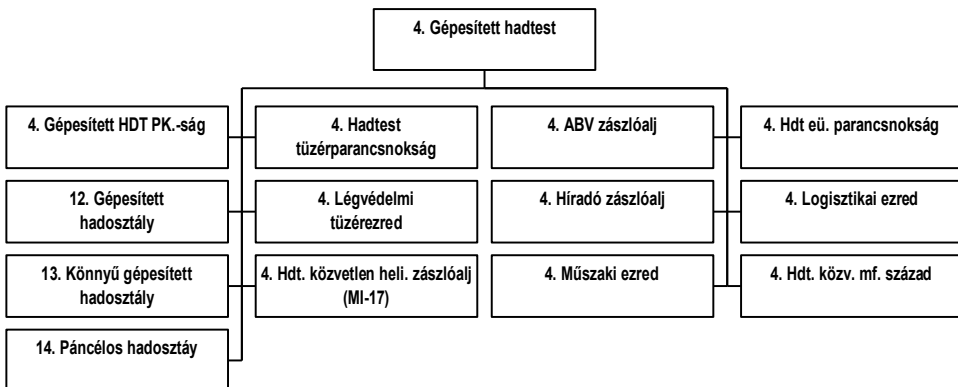 4. Gépesített hadtest
4. Gépesített HDT PK.-ság
4. Hadtest
tüzérparancsnokság
4. ABV zászlóalj
4. Hdt eü. parancsnokság
12. Gépesített
hadosztály
4. Légvédelmi
tüzérezred
4. Híradó zászlóalj
4. Logisztikai ezred
13. Könnyű gépesített
hadosztály
4. Hdt. közvetlen heli. zászlóalj
(MI-17)
4. Műszaki ezred
4. Hdt. közv. mf. század
14. Páncélos hadosztáy